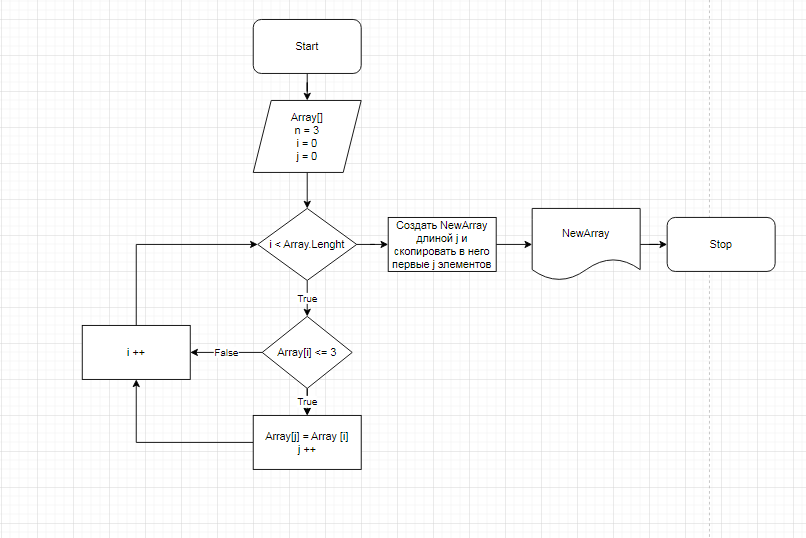 Start
Array[]
n = 3
i = 0
j = 0
i < Array.Lenght
Создать NewArray
длиной j и
скопировать в него
первые j элементов
NewArray
Stop
True
Array[i] <= 3
False
i ++
True
Array[j] = Array [i]
j ++